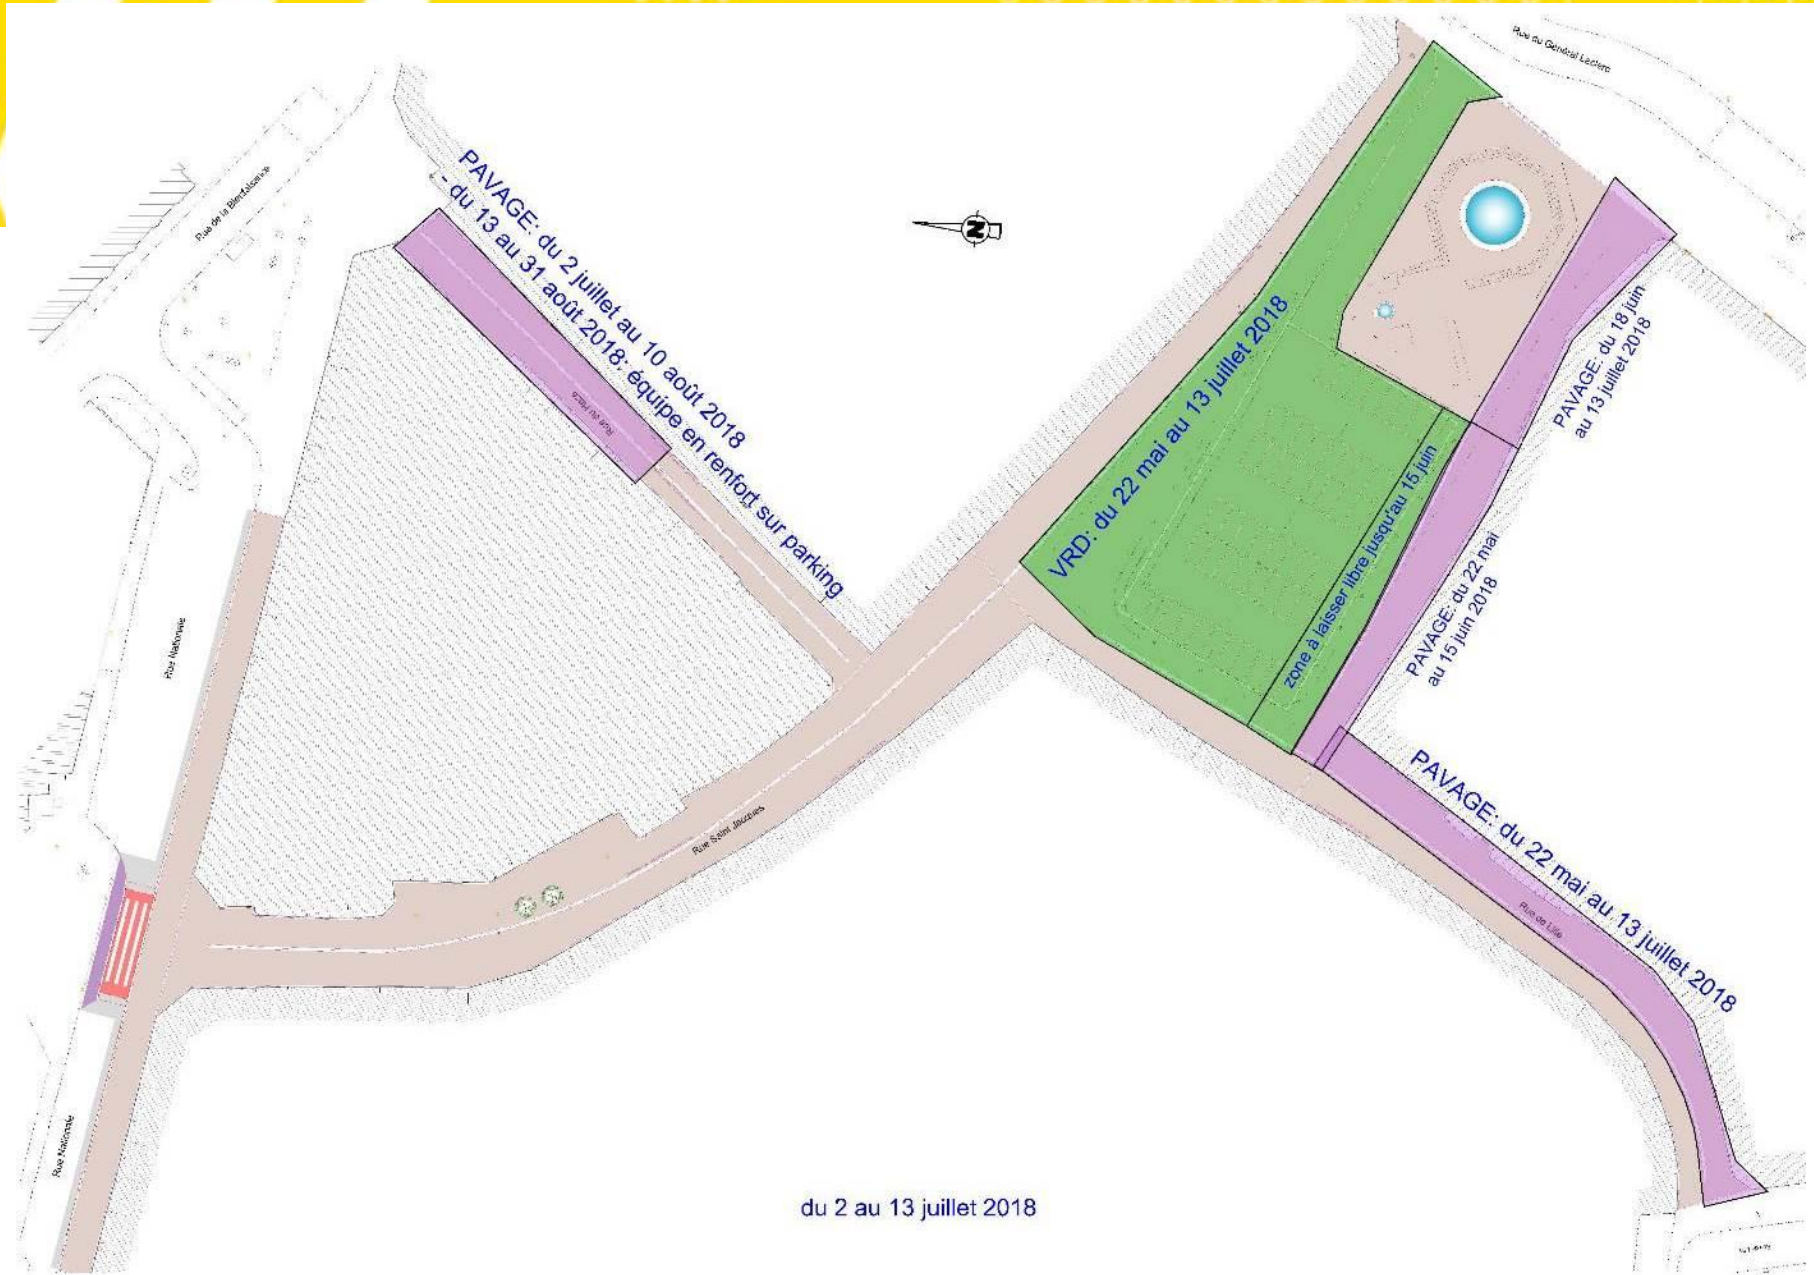 Rue du Général Leclerc
Rue de la Bienfaisance
PAVAGE: du 2 juillet au 10 août 2018
- du 13 au 31 août 2018: équipe en renfort sur parking
N
VRD: du 22 mai au 13 juillet 2018
PAVAGE: du 18 juin
au 13 juillet 2018
zone à laisser libre jusqu'au 15 juin
PAVAGE: du 22 mai
au 15 juin 2018
Rue Nationale
Rue Saint Jacques
PAVAGE: du 22 mai au 13 juillet 2018
Rue de Lille
Rue Nationale
du 2 au 13 juillet 2018